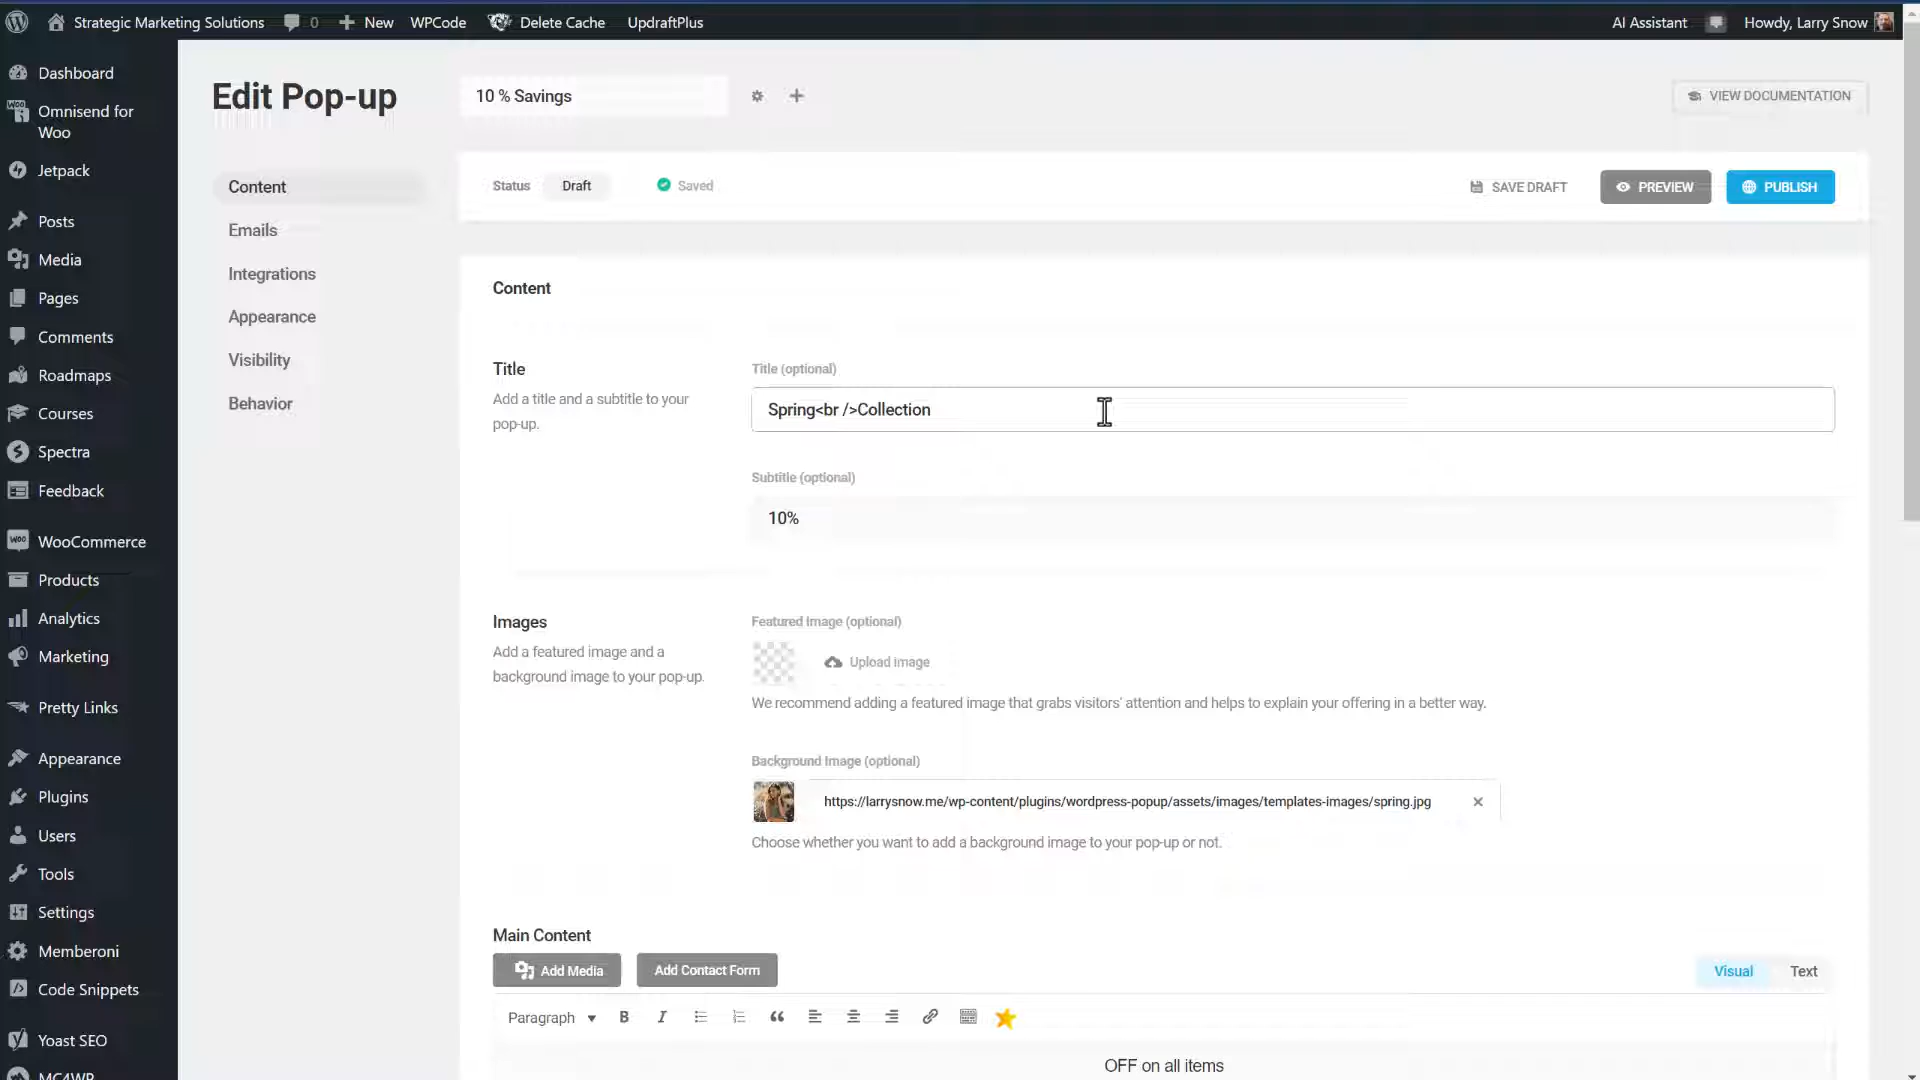 Strategic Marketing Solutions
0
New
WPCode
Delete Cache
UpdraftPlus
AI Assistant
Howdy, Larry Snow
Dashboard
Omnisend for
Woo
Jetpack
Posts
Media
Pages
Comments
Roadmaps
Courses
Spectra
Feedback
WooCommerce
Products
Analytics
Marketing
Pretty Links
Appearance
Plugins
Users
Tools
Settings
Memberoni
Code Snippets
Yoast SEO
MC4WP
Edit Pop-up
10 % Savings
VIEW DOCUMENTATION
Content
Emails
Integrations
Appearance
Visibility
Behavior
Status
Draft
Saved
SAVE DRAFT
PREVIEW
PUBLISH
Content
Title
Add a title and a subtitle to your
pop-up.
Title (optional)
Spring<br />Collection
Subtitle (optional)
10%
Images
Add a featured image and a
background image to your pop-up.
Featured Image (optional)
Upload image
We recommend adding a featured image that grabs visitors' attention and helps to explain your offering in a better way.
Background Image (optional)
https://larrysnow.me/wp-content/plugins/wordpress-popup/assets/images/templates-images/spring.jpg
Choose whether you want to add a background image to your pop-up or not.
Main Content
Add Media
Add Contact Form
Visual
Text
Paragraph
B
I
OFF on all items